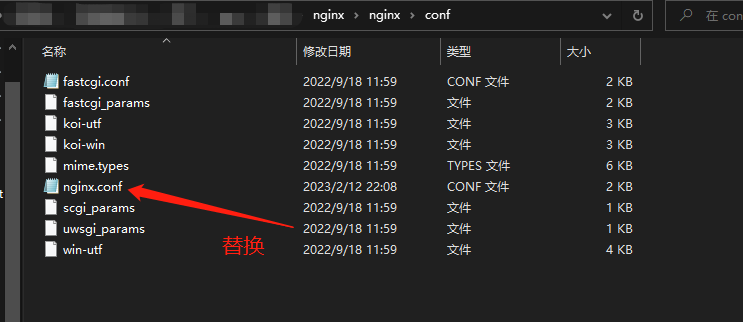 nginx > nginx > conf
在 con
名称 修改日期 类型 大小
fastcgi.conf 2022/9/18 11:59 CONF 文件 2 KB
fastcgi_params 2022/9/18 11:59 文件 2 KB
koi-utf 2022/9/18 11:59 文件 3 KB
koi-win 2022/9/18 11:59 文件 3 KB
mime.types 2022/9/18 11:59 TYPES 文件 6 KB
nginx.conf 2023/2/12 22:08 CONF 文件 2 KB
scgi_params 2022/9/18 11:59 文件 1 KB
uwsgi_params 2022/9/18 11:59 文件 1 KB
替换
win-utf 2022/9/18 11:59 文件 4 KB